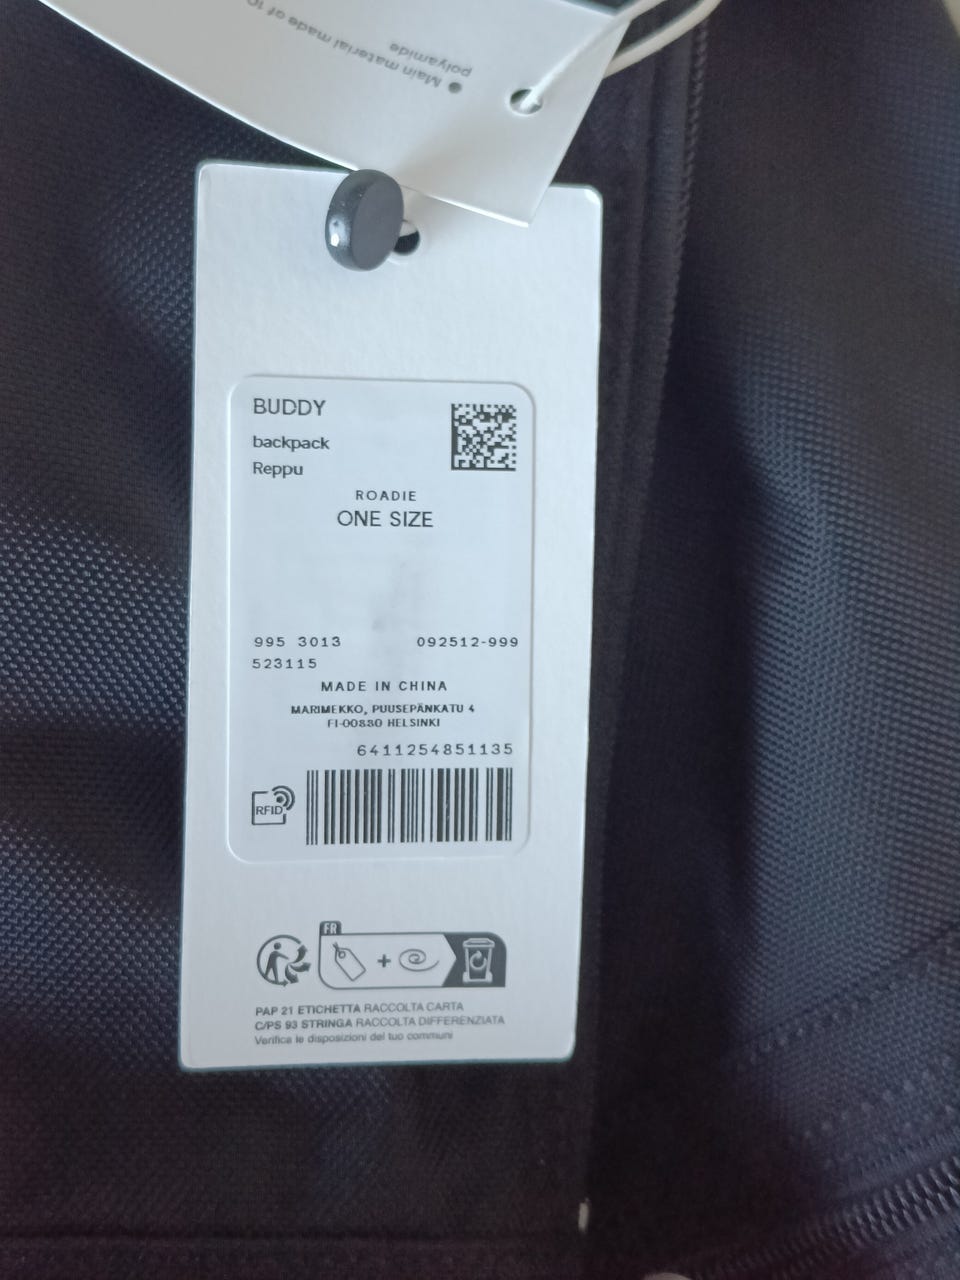 Main material made of
polyamide
BUDDY
backpack
Reppu
ROADIE
ONE SIZE
995 3013 092512-999
523115
MADE IN CHINA
MARIMEKKO, PUUSEPÄNKATU 4
FI-00880 HELSINKI
6411254851135
RFID
FR
+
PAP 21 ETICHETTA RACCOLTA CARTA
C/PS 93 STRINGA RACCOLTA DIFFERENZIATA
Verifica le disposizioni del tuo communi